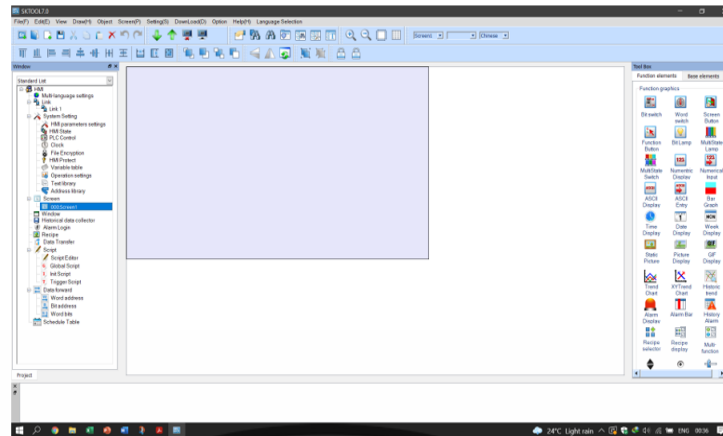 SKTOOL7.0
File(F) Edit(E) View Draw(H) Object Screen(P) Setting(S) DownLoad(D) Option Help(H) Language Selection
Screen1
Chinese
Window
Standard List
HMI
Multi-language settings
Link
Link 1
System Setting
HMI parameters settings
HMI State
PLC Control
Clock
File Encryption
HMI Protect
Variable table
Operation settings
Text library
Address library
Screen
000:Screen1
Window
Historical data collector
Alarm Login
Recipe
Data Transfer
Script
Script Editor
Global Script
Init Script
Trigger Script
Data forward
Word address
Bit address
Word bits
Schedule Table
Project
Tool Box
Function elements Base elements
Function graphics
Bit switch Word switch Screen Button
Function Button Bit Lamp MultiState Lamp
MultiState Switch Numeric Display Numerical Input
ASCII Display ASCII Entry Bar Graph
Time Display Date Display Week Display
Static Picture Picture Display GIF Display
Trend Chart XYTrend Chart Historic trend
Alarm Display Alarm Bar History Alarm
Recipe selector Recipe display Multi-function
24°C Light rain
ENG
0036